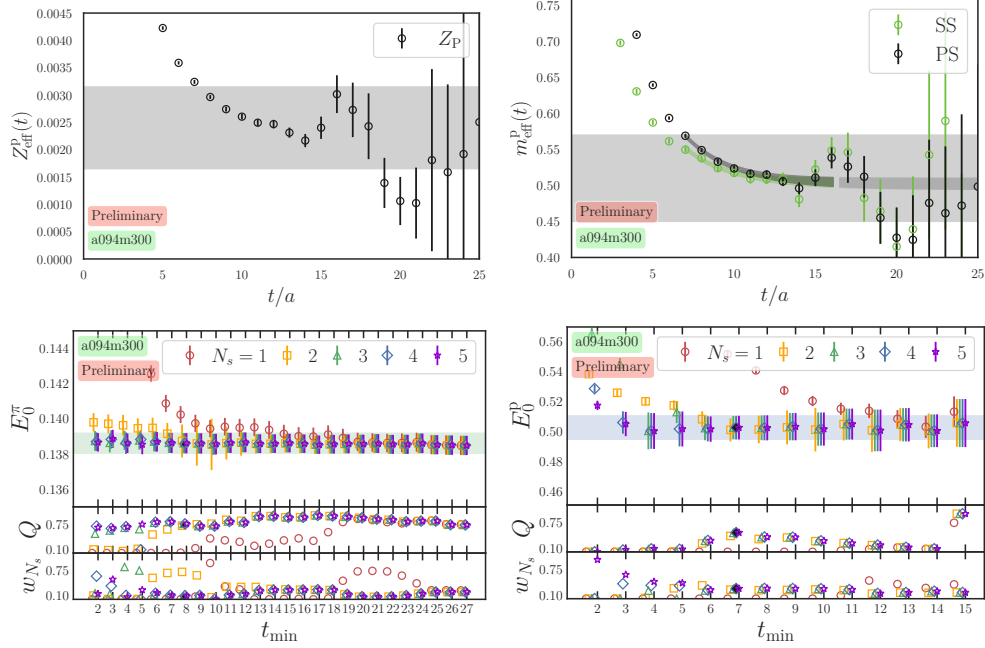 0.0045
0.0040
0.0035
0.0030
0.0025
0.0020
0.0015
0.0010
0.0005
0.0000
Z^p_eff(t)
Z_P
Preliminary
a094m300
0 5 10 15 20 25
t/a
0.75
0.70
0.65
0.60
0.55
0.50
0.45
0.40
m^p_eff(t)
SS
PS
Preliminary
a094m300
0 5 10 15 20 25
t/a
0.144
0.142
0.140
0.138
0.136
E^π_0
a094m300
Preliminary
N_s = 1 2 3 4 5
Q
0.75
0.10
w_{N_s}
0.75
0.10
2 3 4 5 6 7 8 9 10 11 12 13 14 15 16 17 18 19 20 21 22 23 24 25 26 27
t_min
0.56
0.54
0.52
0.50
0.48
0.46
E^p_0
a094m300
Preliminary
N_s = 1 2 3 4 5
Q
0.75
0.10
w_{N_s}
0.75
0.10
2 3 4 5 6 7 8 9 10 11 12 13 14 15
t_min